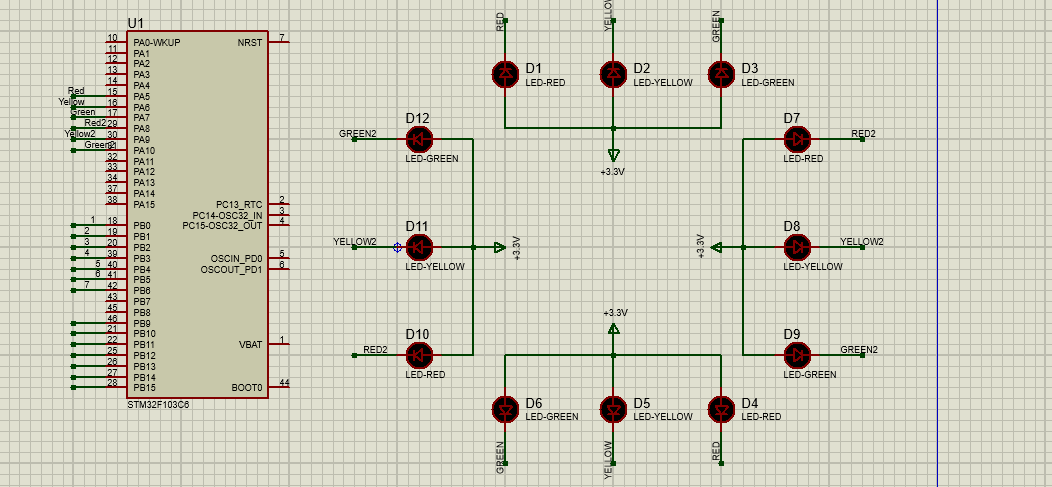 U1
10 PA0-WKUP NRST 7
11 PA1
12 PA2
13 PA3
14 PA4
Red 15 PA5
Yellow 16 PA6
Green 17 PA7
Red2 29 PA8
Yellow2 30 PA9
Green2 PA10
32 PA11
33 PA12
34 PA13
37 PA14
38 PA15
PC13_RTC 2
PC14-OSC32_IN 3
PC15-OSC32_OUT 4
1 18 PB0
2 19 PB1
3 20 PB2
4 39 PB3
5 40 PB4
6 41 PB5
7 42 PB6
43 PB7
45 PB8
OSCIN_PD0 5
OSCOUT_PD1 6
46 PB9
21 PB10
22 PB11
25 PB12
26 PB13
27 PB14
28 PB15
VBAT 1
BOOT0 44
STM32F103C6
RED
YELLOW
GREEN
D1
LED-RED
D2
LED-YELLOW
D3
LED-GREEN
+3.3V
GREEN2
D12
LED-GREEN
YELLOW2
D11
LED-YELLOW
+3.3V
RED2
D10
LED-RED
D7
LED-RED
RED2
+3.3V
D8
LED-YELLOW
YELLOW2
D9
LED-GREEN
GREEN2
+3.3V
D6
LED-GREEN
D5
LED-YELLOW
D4
LED-RED
GREEN
YELLOW
RED